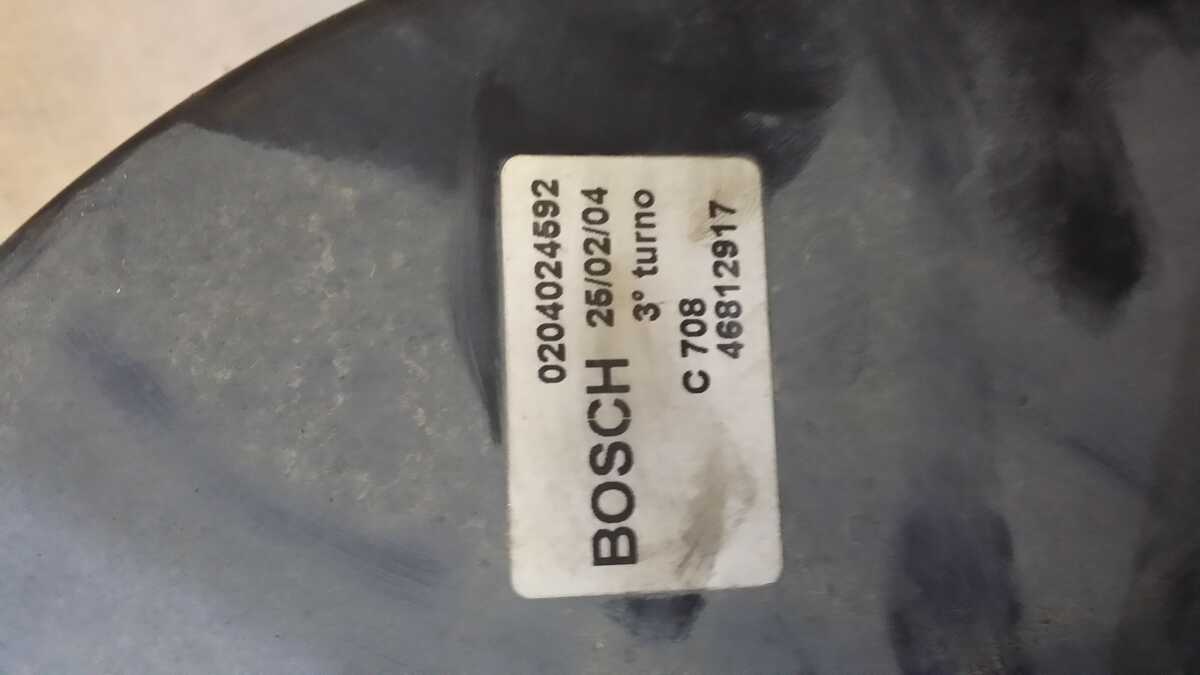 0204024592
BOSCH 25/02/04
3° turno
C 708
46812917